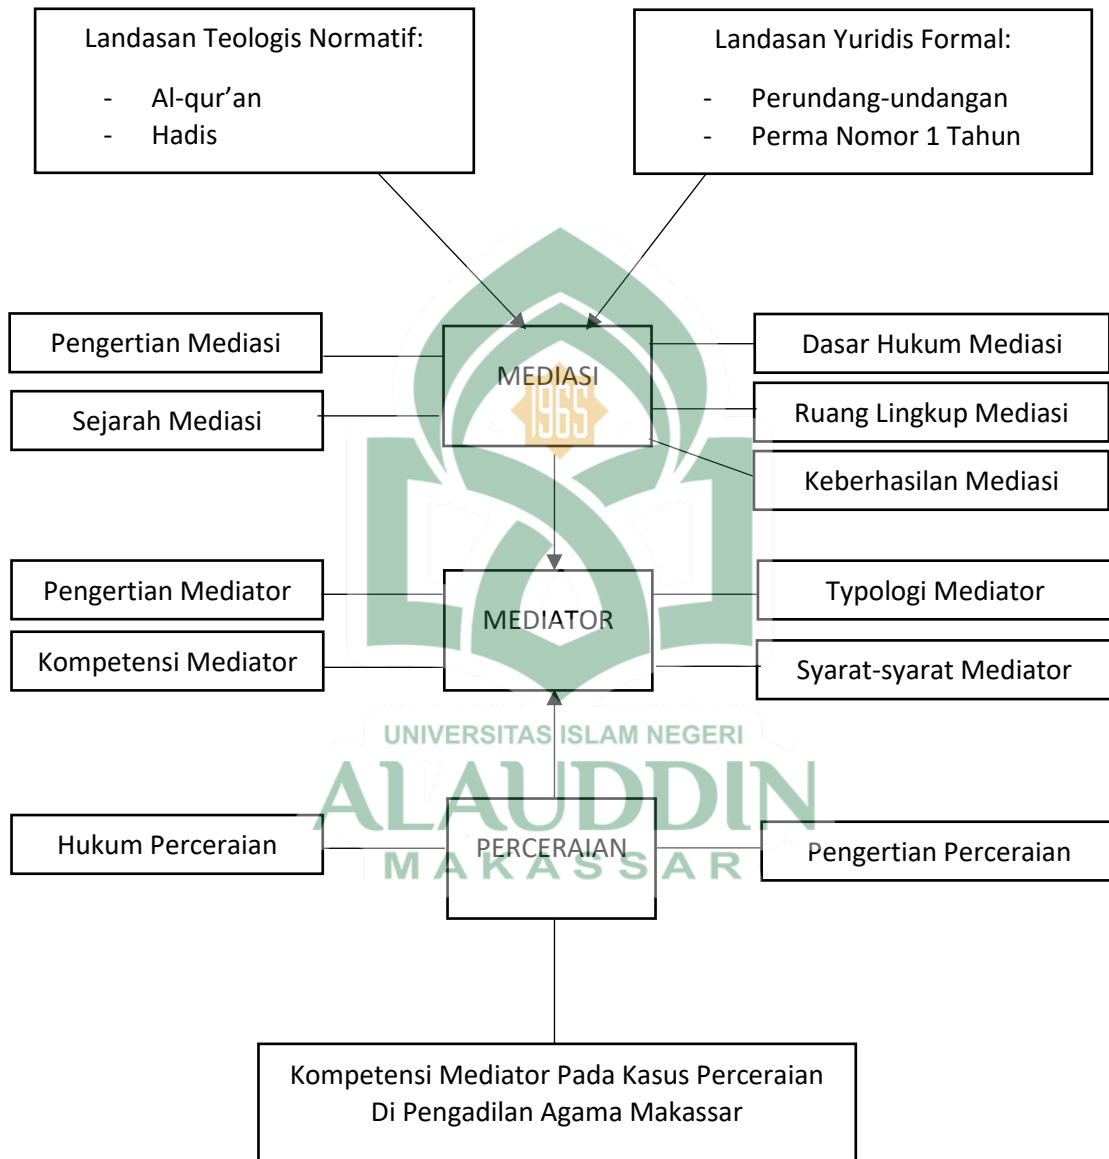 Landasan Teologis Normatif:
- Al-qur’an
- Hadis
Landasan Yuridis Formal:
- Perundang-undangan
- Perma Nomor 1 Tahun
Pengertian Mediasi
Sejarah Mediasi
MEDIASI
1965
Dasar Hukum Mediasi
Ruang Lingkup Mediasi
Keberhasilan Mediasi
Pengertian Mediator
Kompetensi Mediator
MEDIATOR
Typologi Mediator
Syarat-syarat Mediator
UNIVERSITAS ISLAM NEGERI
ALAUDDIN
MAKASSAR
Hukum Perceraian
PERCERAIAN
Pengertian Perceraian
Kompetensi Mediator Pada Kasus Perceraian
Di Pengadilan Agama Makassar